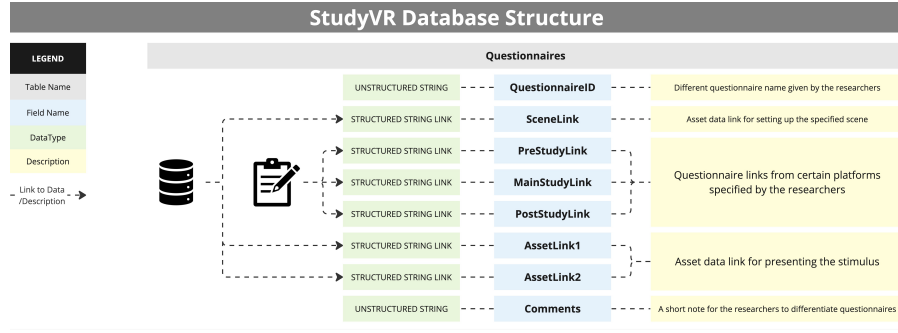 StudyVR Database Structure
LEGEND
Table Name
Field Name
DataType
Description
Link to Data
/Description
Questionnaires
UNSTRUCTURED STRING
QuestionnaireID
Different questionnaire name given by the researchers
STRUCTURED STRING LINK
SceneLink
Asset data link for setting up the specified scene
STRUCTURED STRING LINK
PreStudyLink
STRUCTURED STRING LINK
MainStudyLink
STRUCTURED STRING LINK
PostStudyLink
Questionnaire links from certain platforms
specified by the researchers
STRUCTURED STRING LINK
AssetLink1
STRUCTURED STRING LINK
AssetLink2
Asset data link for presenting the stimulus
UNSTRUCTURED STRING
Comments
A short note for the researchers to differentiate questionnaires